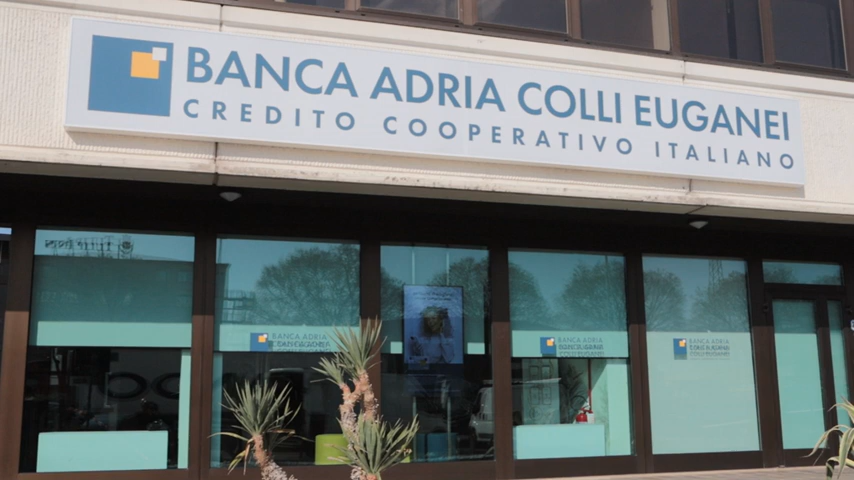 BANCA ADRIA COLLI EUGANEI
CREDITO COOPERATIVO ITALIANO
BANCA ADRIA
COLLI EUGANEI
BANCA ADRIA
COLLI EUGANEI
BANCA ADRIA
COLLI EUGANEI